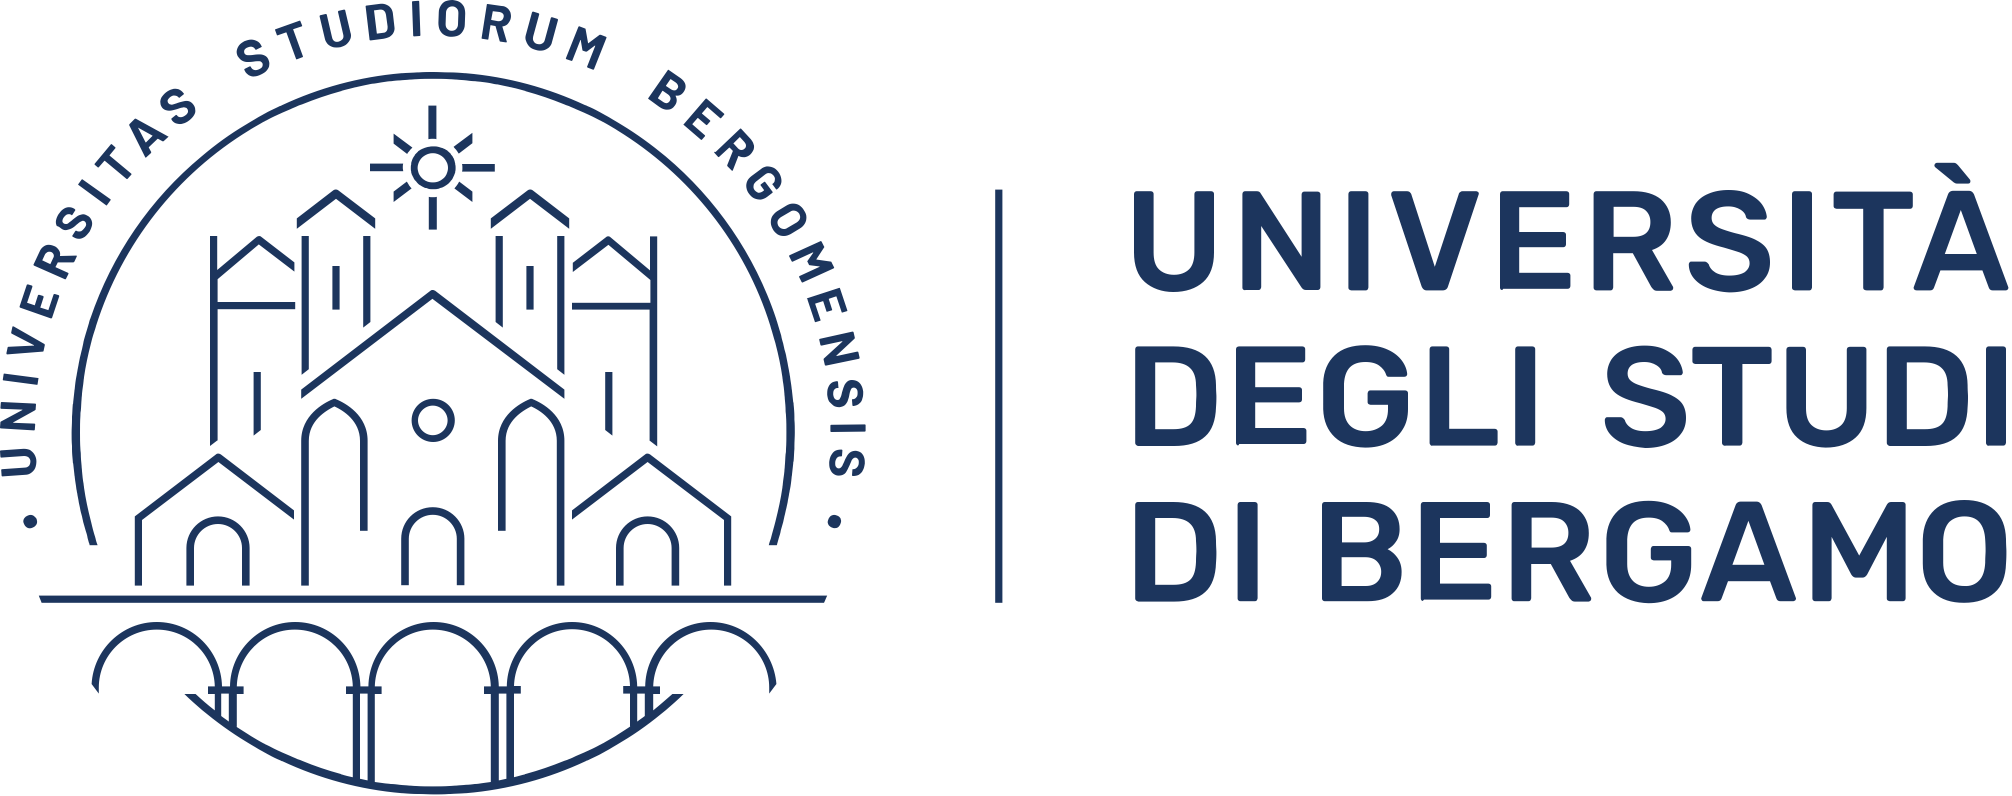 • UNIVERSITAS STUDIORUM BERGOMENSIS •
UNIVERSITÀ
DEGLI STUDI
DI BERGAMO